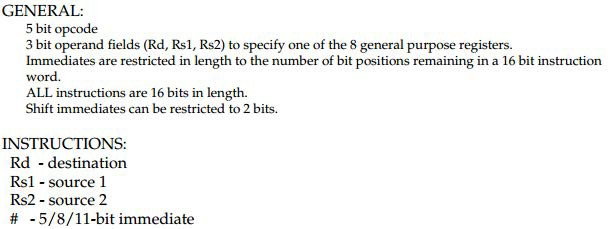 GENERAL:
5 bit opcode
3 bit operand fields (Rd, Rs1, Rs2) to specify one of the 8 general purpose registers.
Immediates are restricted in length to the number of bit positions remaining in a 16 bit instruction
word.
ALL instructions are 16 bits in length.
Shift immediates can be restricted to 2 bits.
INSTRUCTIONS:
Rd - destination
Rs1 - source 1
Rs2 - source 2
# - 5/8/11-bit immediate